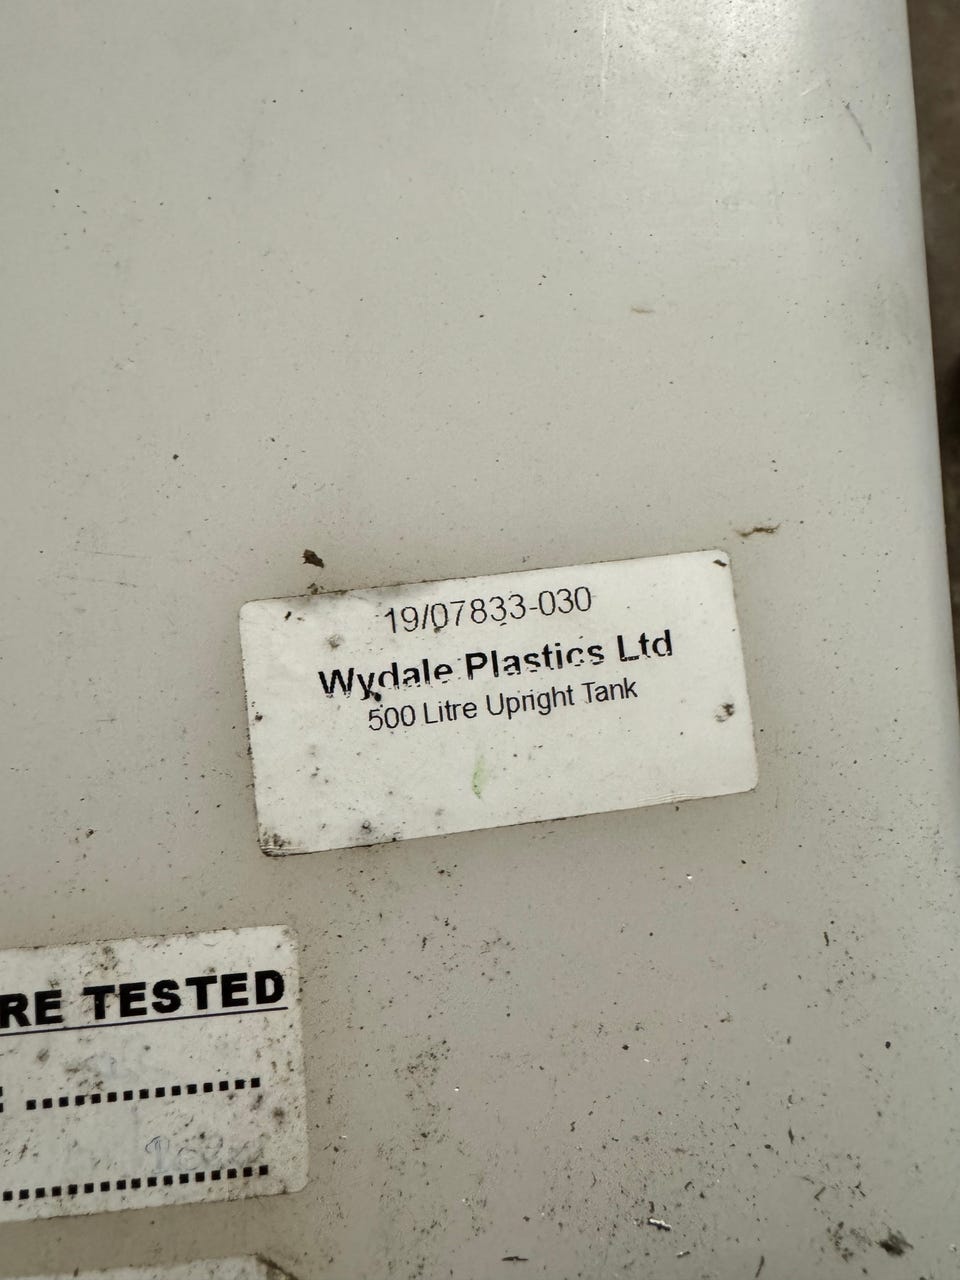 19/07833-030
Wydale Plastics Ltd
500 Litre Upright Tank
RE TESTED